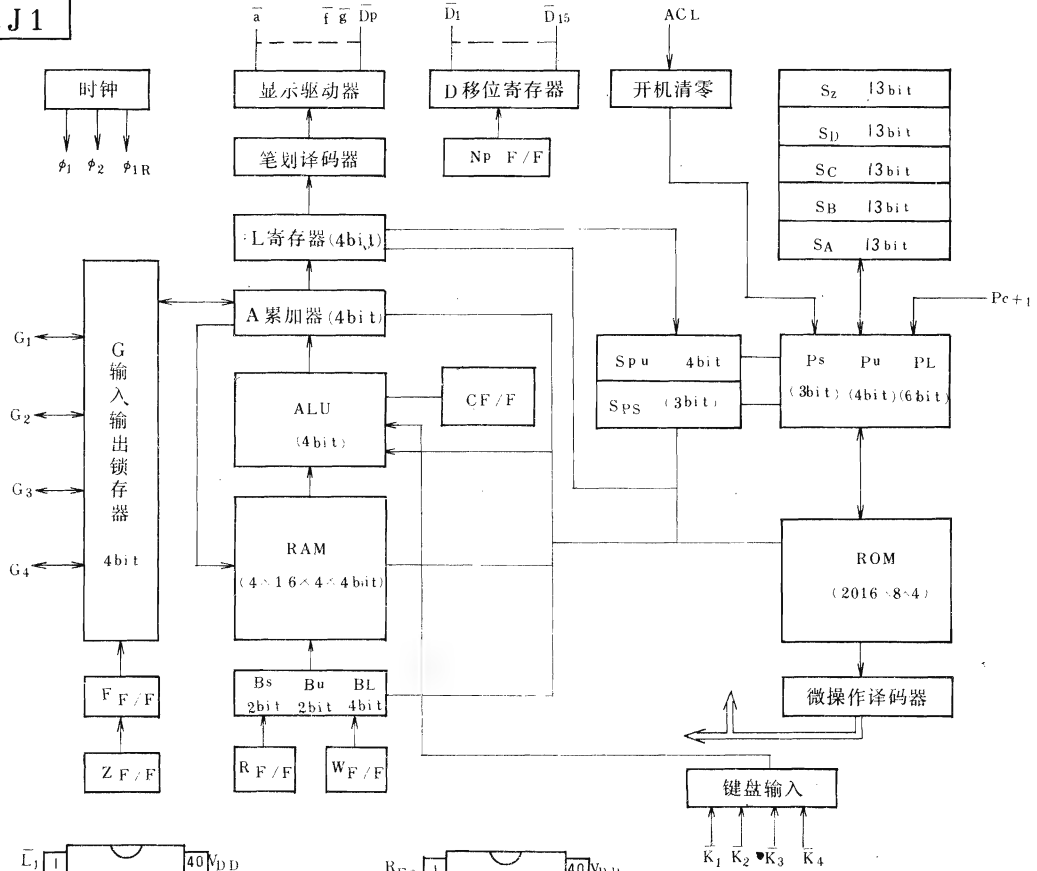 J1
a̅ f̅ g̅ D̅p
D̅1 D̅15
ACL
时钟
ϕ1 ϕ2 ϕ1R
显示驱动器
D移位寄存器
开机清零
笔划译码器
Np F/F
Sz 13bit
SD 13bit
SC 13bit
SB 13bit
SA 13bit
L寄存器(4bit)
A累加器(4bit)
Pc+1
G输入输出锁存器
4bit
G1
G2
G3
G4
ALU
(4bit)
CF/F
Spu 4bit
SPS (3bit)
Ps Pu PL
(3bit) (4bit)(6bit)
RAM
(4×16×4×4bit)
ROM
(2016×8×4)
Bs Bu BL
2bit 2bit 4bit
微操作译码器
F F/F
Z F/F
R F/F
W F/F
键盘输入
K̅1 K̅2 K̅3 K̅4
L̅1 1 40 VDD
1 40